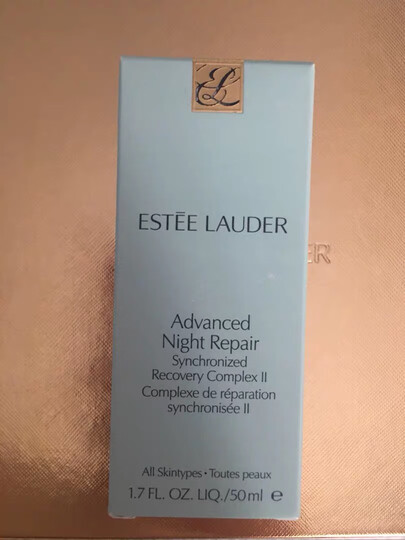 EL
ESTĒE LAUDER
Advanced
Night Repair
Synchronized
Recovery Complex II
Complexe de réparation
synchronisée II
All Skintypes • Toutes peaux
1.7 FL. OZ. LIQ./50ml e
ER